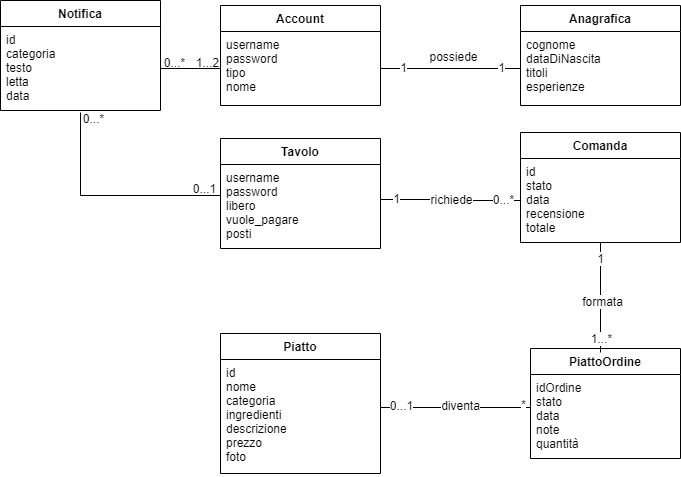 Notifica
id
categoria
testo
letta
data
Account
username
password
tipo
nome
Anagrafica
cognome
dataDiNascita
titoli
esperienze
0...*
1...2
1
possiede
1
0...*
0...1
Tavolo
username
password
libero
vuole_pagare
posti
1
richiede
0...*
Comanda
id
stato
data
recensione
totale
1
formata
1...*
Piatto
id
nome
categoria
ingredienti
descrizione
prezzo
foto
0...1
diventa
*
PiattoOrdine
idOrdine
stato
data
note
quantità